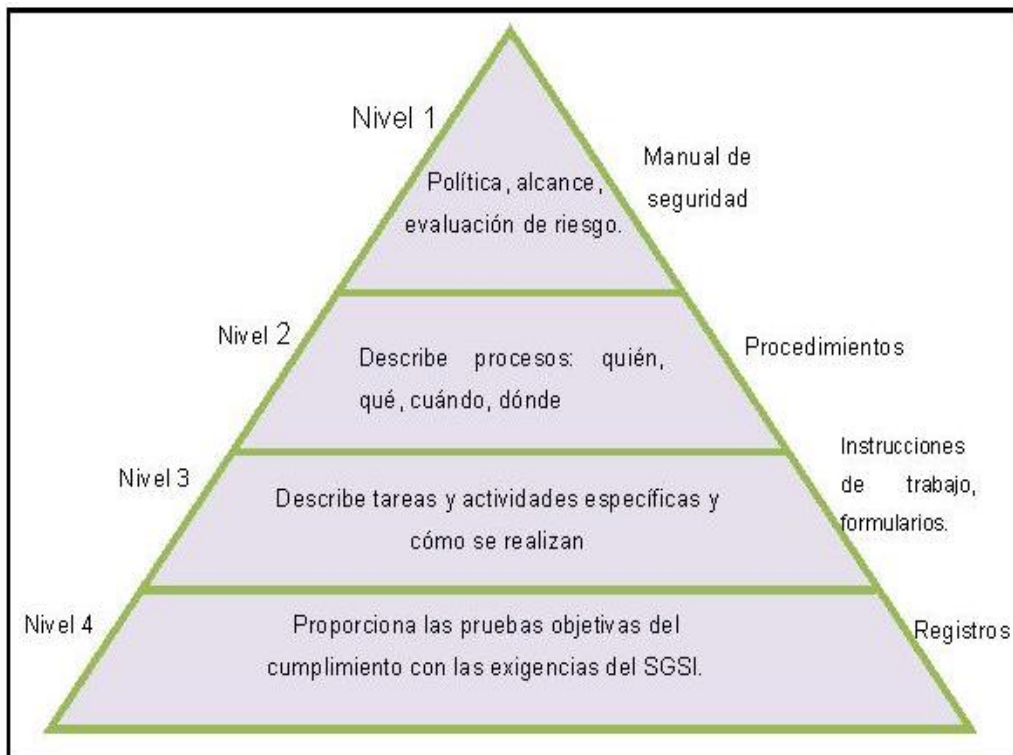 Nivel 1
Manual de
seguridad
Política, alcance,
evaluación de riesgo.
Nivel 2
Procedimientos
Describe procesos: quién,
qué, cuándo, dónde
Nivel 3
Instrucciones
de trabajo,
formularios.
Describe tareas y actividades específicas y
cómo se realizan
Nivel 4
Proporciona las pruebas objetivas del
cumplimiento con las exigencias del SGSI.
Registros